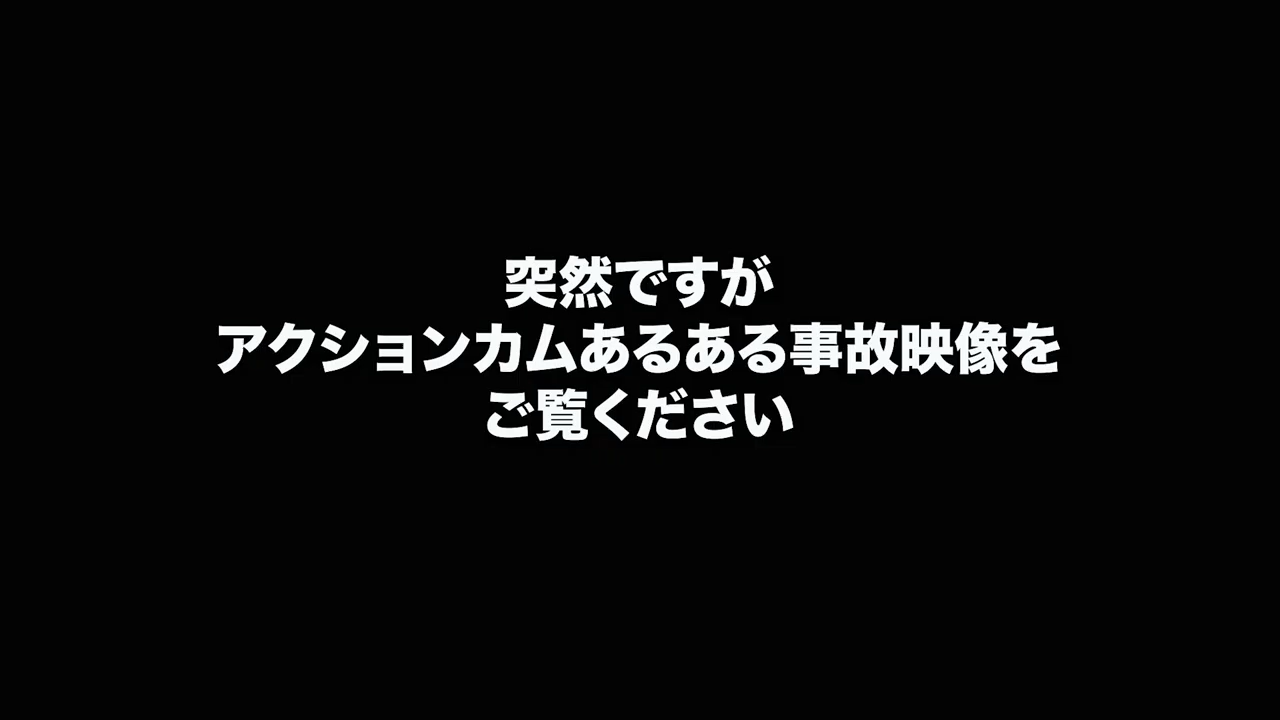 突然ですが
アクションカムあるある事故映像を
ご覧ください